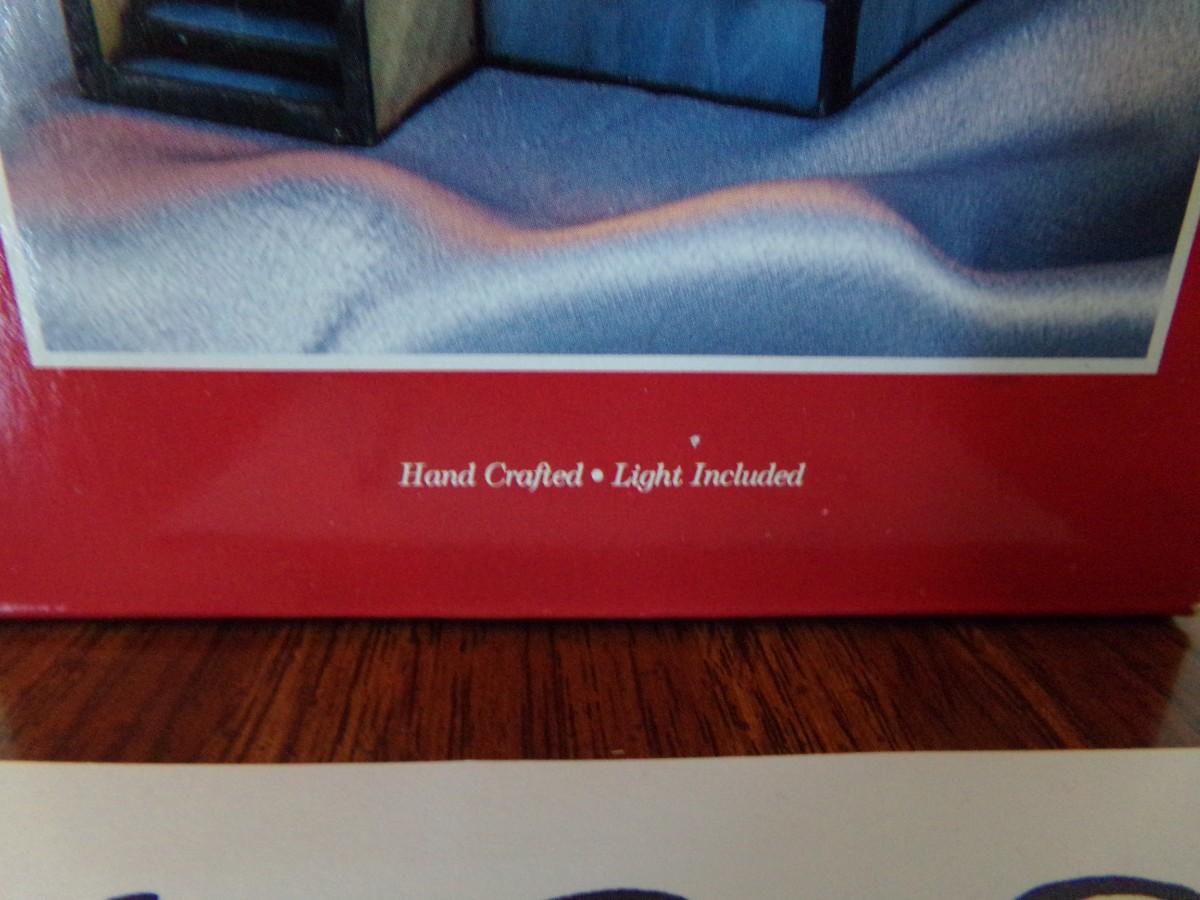 Hand Crafted • Light Included